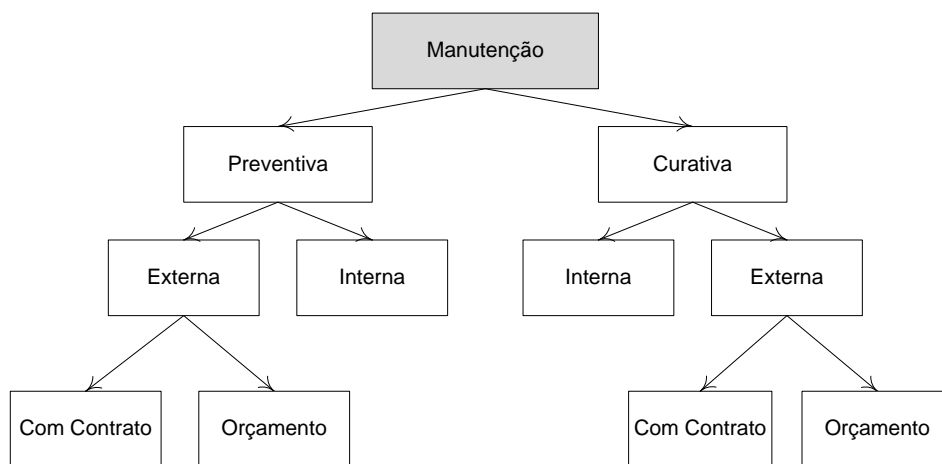 Manutenção
Preventiva
Curativa
Externa
Interna
Interna
Externa
Com Contrato
Orçamento
Com Contrato
Orçamento